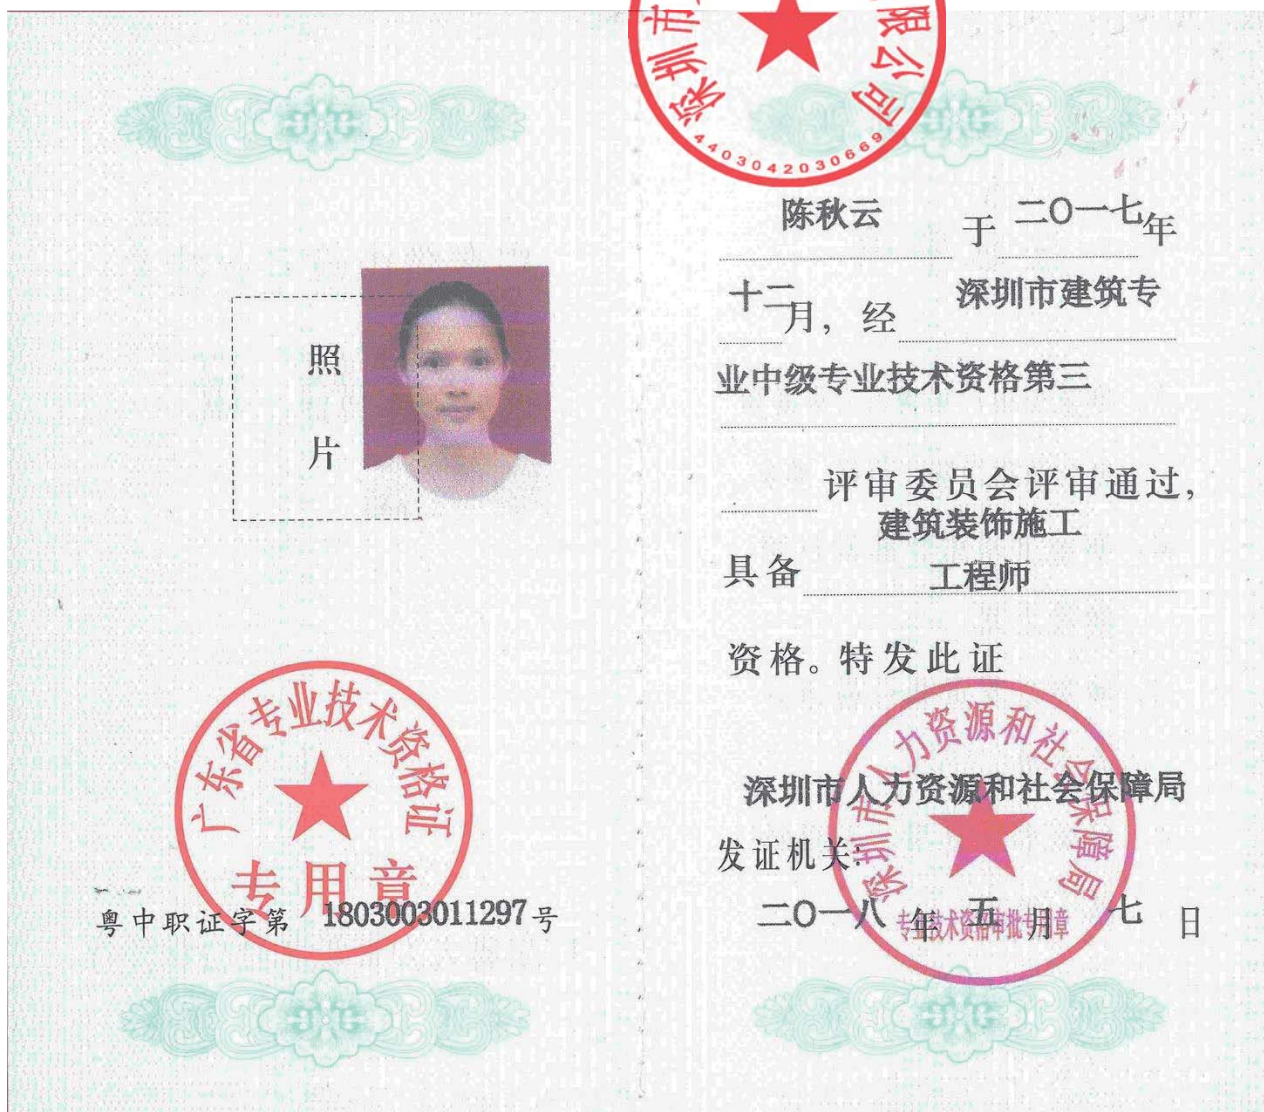 深圳市
限公司
4403042030669
照
片
广东省专业技术资格证
专用章
粤中职证字第 1803003011297 号
陈秋云 于 二〇一七年
十二月，经 深圳市建筑专
业中级专业技术资格第三
评审委员会评审通过，
建筑装饰施工
具备 工程师
资格。特发此证
深圳市人力资源和社会保障局
深圳市人力资源和社会保障局
发证机关：
二〇一八 年 五 月 七 日
专业技术资格审批专用章